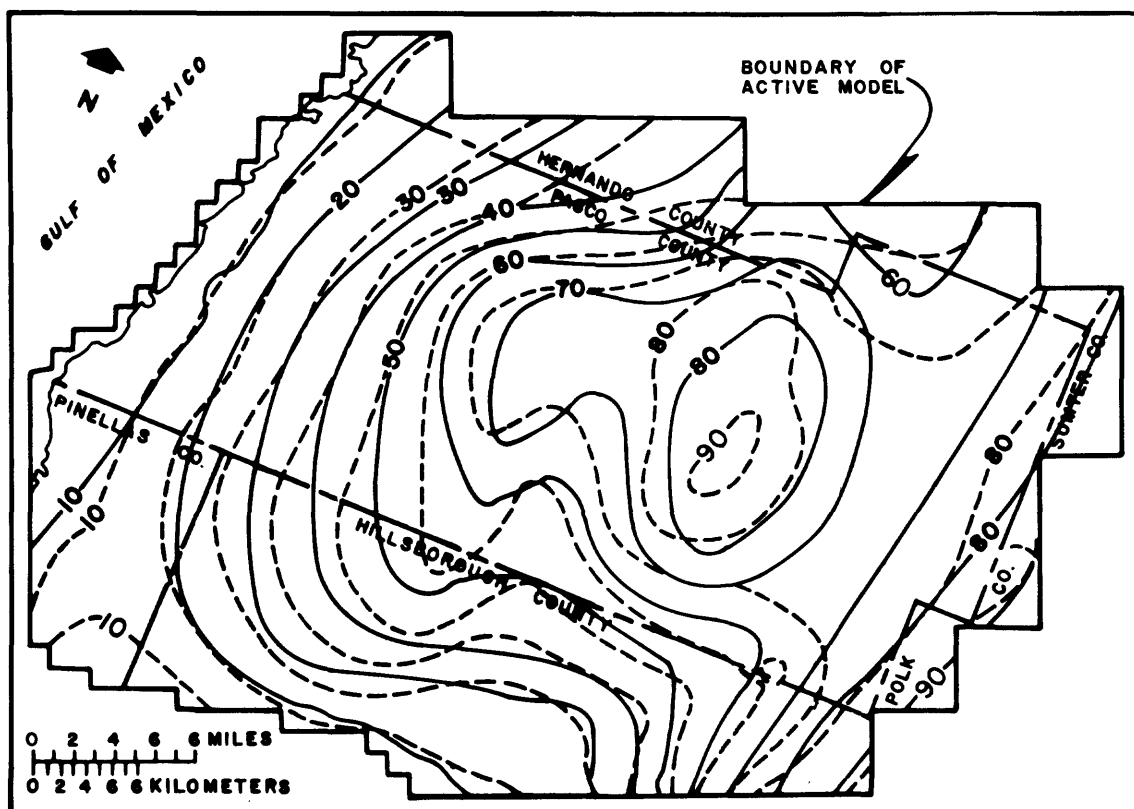 N
GULF OF MEXICO
BOUNDARY OF
ACTIVE MODEL
HERNANDO COUNTY
PASCO COUNTY
20
30
30
40
60
70
50
80
80
90
60
80
80
SUMTER CO.
PINELLAS CO.
HILLSBOROUGH COUNTY
10
10
10
POLK CO.
90
0 2 4 6 6 MILES
0 2 4 6 6 KILOMETERS